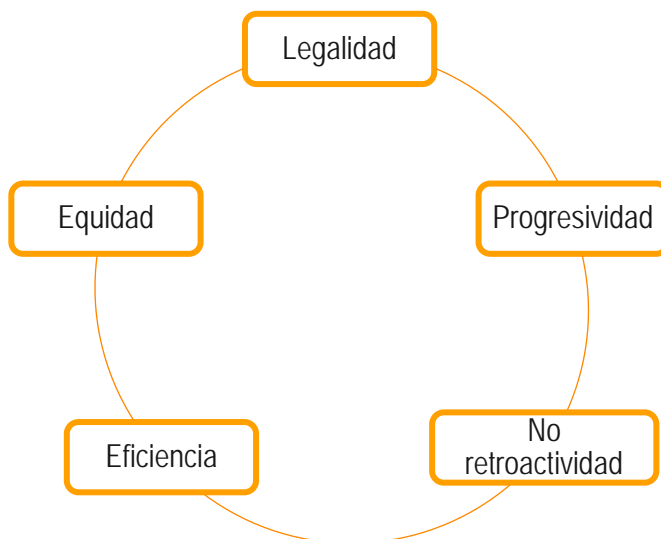 Legalidad
Equidad
Progresividad
Eficiencia
No
retroactividad